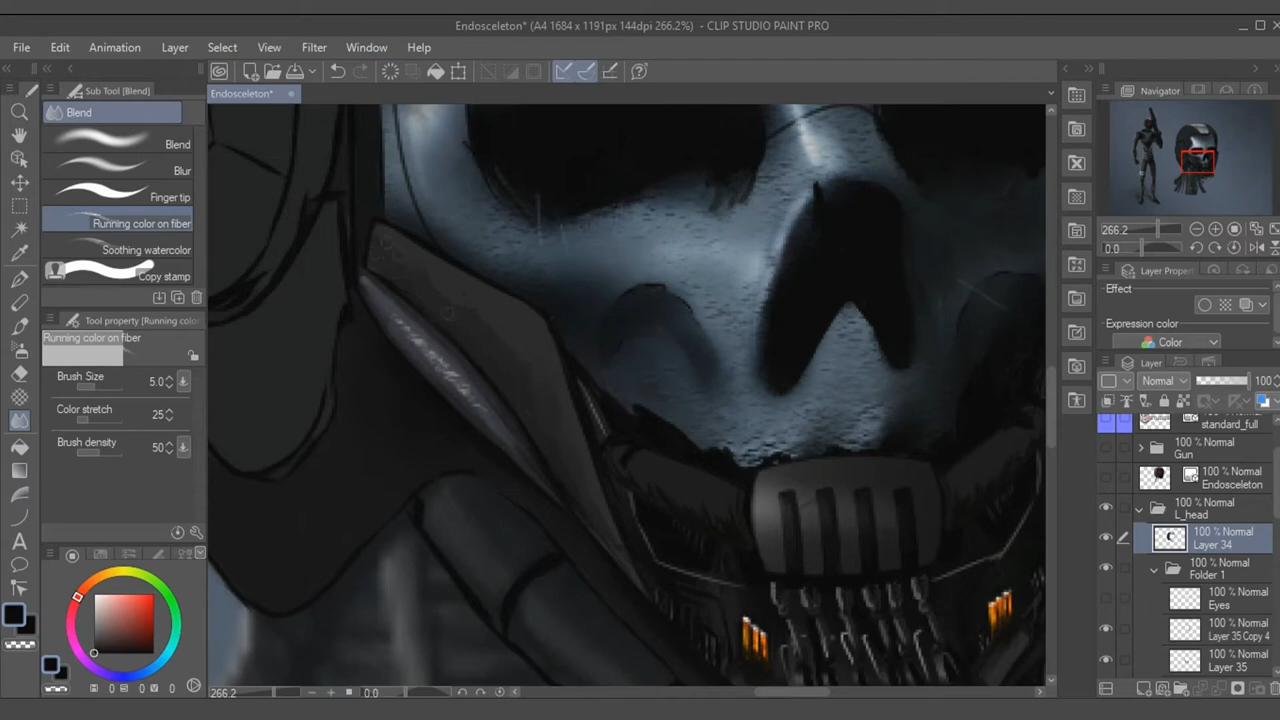 Endosceleton* (A4 1684 x 1191px 144dpi 266.2%) - CLIP STUDIO PAINT PRO
File Edit Animation Layer Select View Filter Window Help
Sub Tool [Blend]
Endosceleton*
Navigator
Blend
Blend
Blur
Finger tip
Running color on fiber
Soothing watercolor
Copy stamp
266.2
0.0
Layer Propert
Effect
Expression color
Color
Tool property [Running colo
Running color on fiber
Brush Size 5.0
Color stretch 25
Brush density 50
Layer
Normal 100
standard_full
100 % Normal
Gun
100 % Normal
Endosceleton
100 % Normal
L_head
100 % Normal
Layer 34
100 % Normal
Folder 1
100 % Normal
Eyes
100 % Normal
Layer 35 Copy 4
100 % Normal
Layer 35
0 0 V 0
266.2 0.0